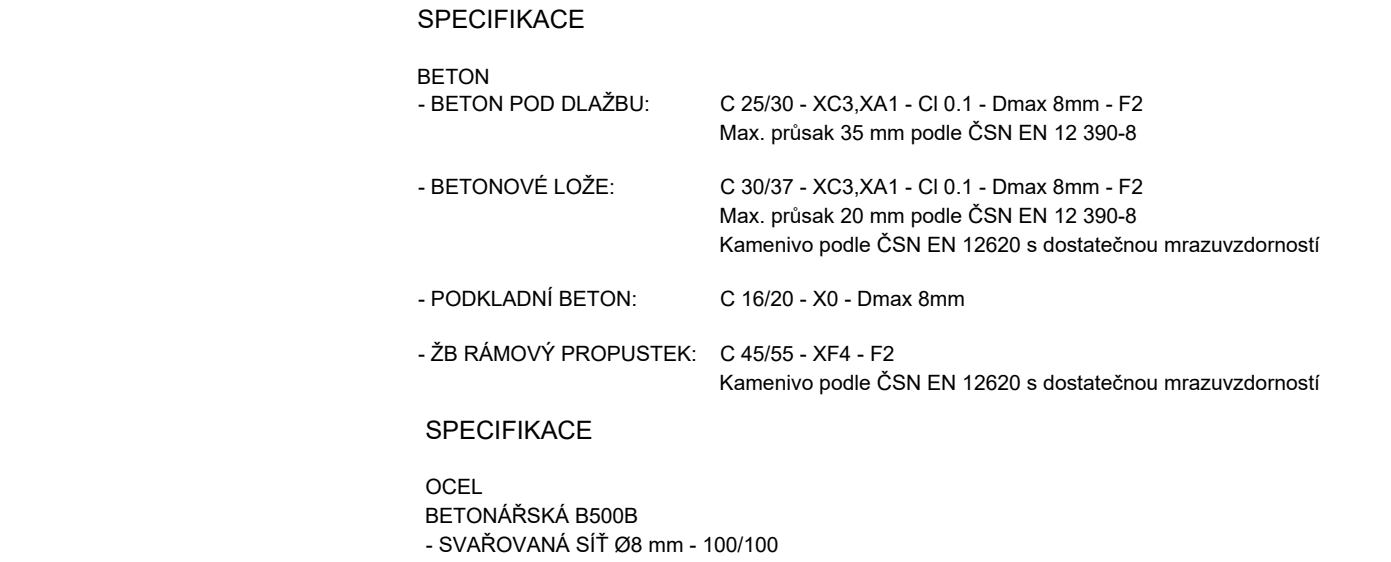 SPECIFIKACE
BETON
- BETON POD DLAŽBU: C 25/30 - XC3,XA1 - Cl 0.1 - Dmax 8mm - F2
Max. průsak 35 mm podle ČSN EN 12 390-8
- BETONOVÉ LOŽE: C 30/37 - XC3,XA1 - Cl 0.1 - Dmax 8mm - F2
Max. průsak 20 mm podle ČSN EN 12 390-8
Kamenivo podle ČSN EN 12620 s dostatečnou mrazuvzdorností
- PODKLADNÍ BETON: C 16/20 - X0 - Dmax 8mm
- ŽB RÁMOVÝ PROPUSTEK: C 45/55 - XF4 - F2
Kamenivo podle ČSN EN 12620 s dostatečnou mrazuvzdorností
SPECIFIKACE
OCEL
BETONÁŘSKÁ B500B
- SVAŘOVANÁ SÍŤ Ø8 mm - 100/100